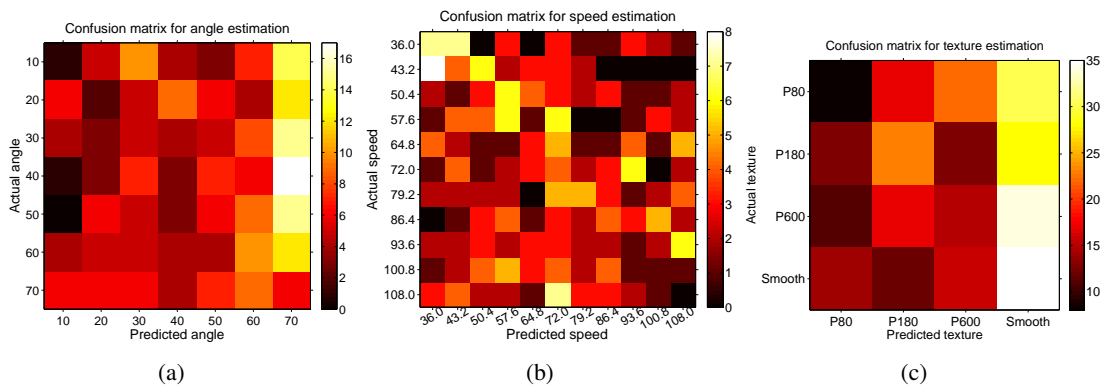 Confusion matrix for angle estimation
10
20
30
40
50
60
70
Actual angle
10 20 30 40 50 60 70
Predicted angle
16
14
12
10
8
6
4
2
0
(a)
Confusion matrix for speed estimation
36.0
43.2
50.4
57.6
64.8
72.0
79.2
86.4
93.6
100.8
108.0
Actual speed
36.0 43.2 50.4 57.6 64.8 72.0 79.2 86.4 93.6 100.8 108.0
Predicted speed
8
7
6
5
4
3
2
1
0
(b)
Confusion matrix for texture estimation
P80
P180
P600
Smooth
Actual texture
P80 P180 P600 Smooth
Predicted texture
35
30
25
20
15
10
(c)